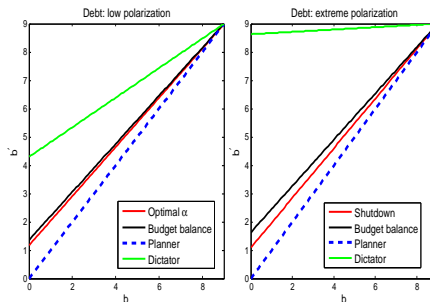 Debt: low polarization
9
8
7
6
5
4
3
2
1
0
b´
0 2 4 6 8
b
Optimal α
Budget balance
Planner
Dictator
Debt: extreme polarization
9
8
7
6
5
4
3
2
1
0
b´
0 2 4 6 8
b
Shutdown
Budget balance
Planner
Dictator